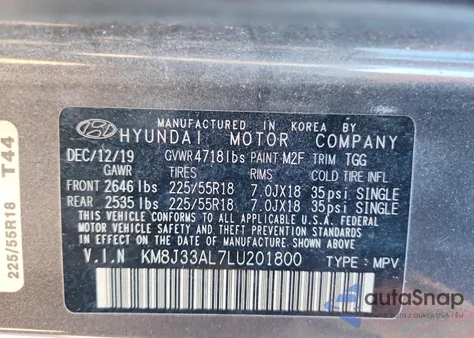 MANUFACTURED IN KOREA BY
HYUNDAI MOTOR COMPANY
DEC/12/19 GVWR 4718lbs PAINT M2F TRIM TGG
GAWR TIRES RIMS COLD TIRE INFL
FRONT 2646 lbs 225/55R18 7.0JX18 35psi SINGLE
REAR 2535 lbs 225/55R18 7.0JX18 35psi SINGLE
THIS VEHICLE CONFORMS TO ALL APPLICABLE FEDERAL
MOTOR VEHICLE SAFETY AND THEFT PREVENTION STANDARDS
IN EFFECT ON THE DATE OF MANUFACTURE SHOWN ABOVE.
V.I.N KM8J33AL7LU201800 TYPE : MPV
225/55R18 T44
autoSnap